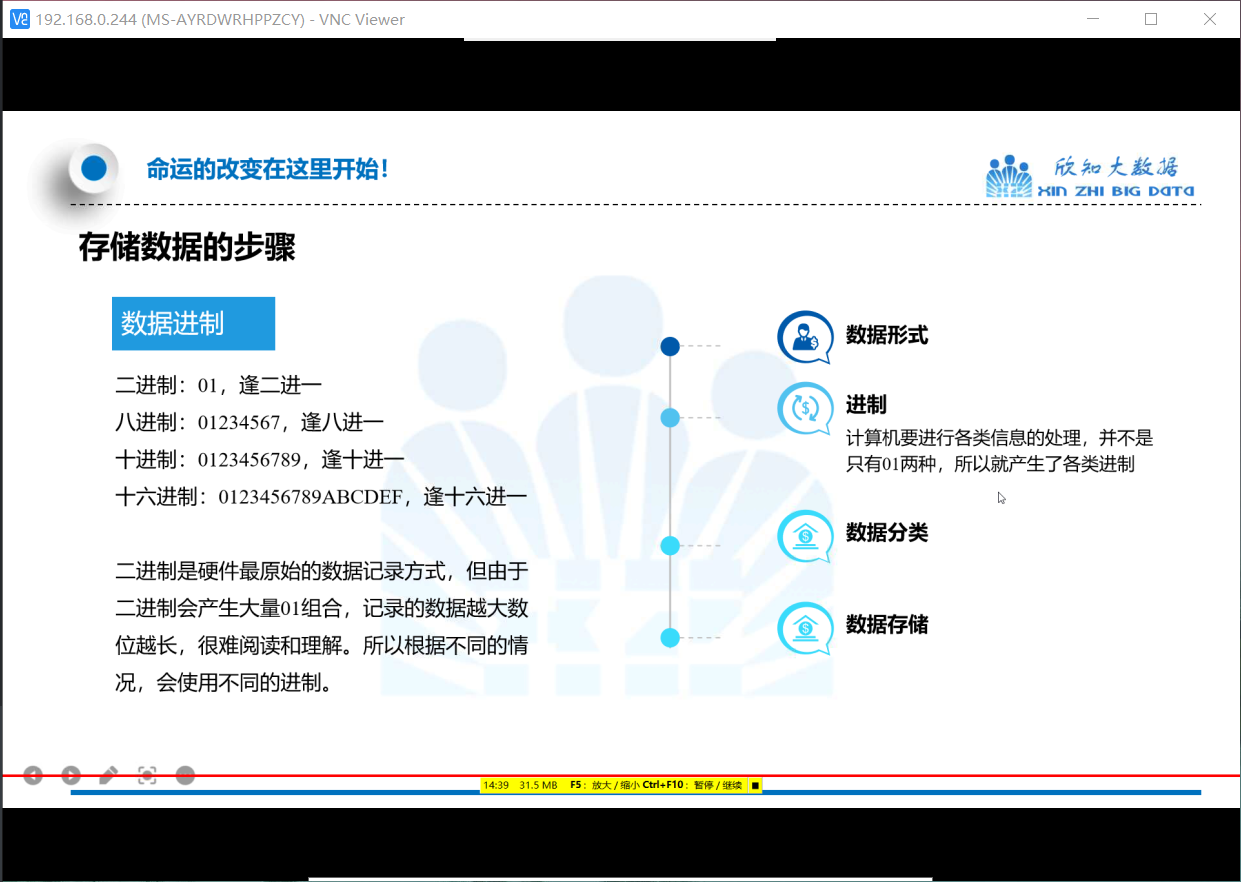 192.168.0.244 (MS-AYRDWRHPPZCY) - VNC Viewer
命运的改变在这里开始！
欣知大数据
XIN ZHI BIG DATA
存储数据的步骤
数据进制
二进制：01，逢二进一
八进制：01234567，逢八进一
十进制：0123456789，逢十进一
十六进制：0123456789ABCDEF，逢十六进一
二进制是硬件最原始的数据记录方式，但由于
二进制会产生大量01组合，记录的数据越大数
位越长，很难阅读和理解。所以根据不同的情
况，会使用不同的进制。
数据形式
进制
计算机要进行各类信息的处理，并不是
只有01两种，所以就产生了各类进制
数据分类
数据存储
14:39 31.5 MB F5：放大 / 缩小 Ctrl+F10：暂停 / 继续